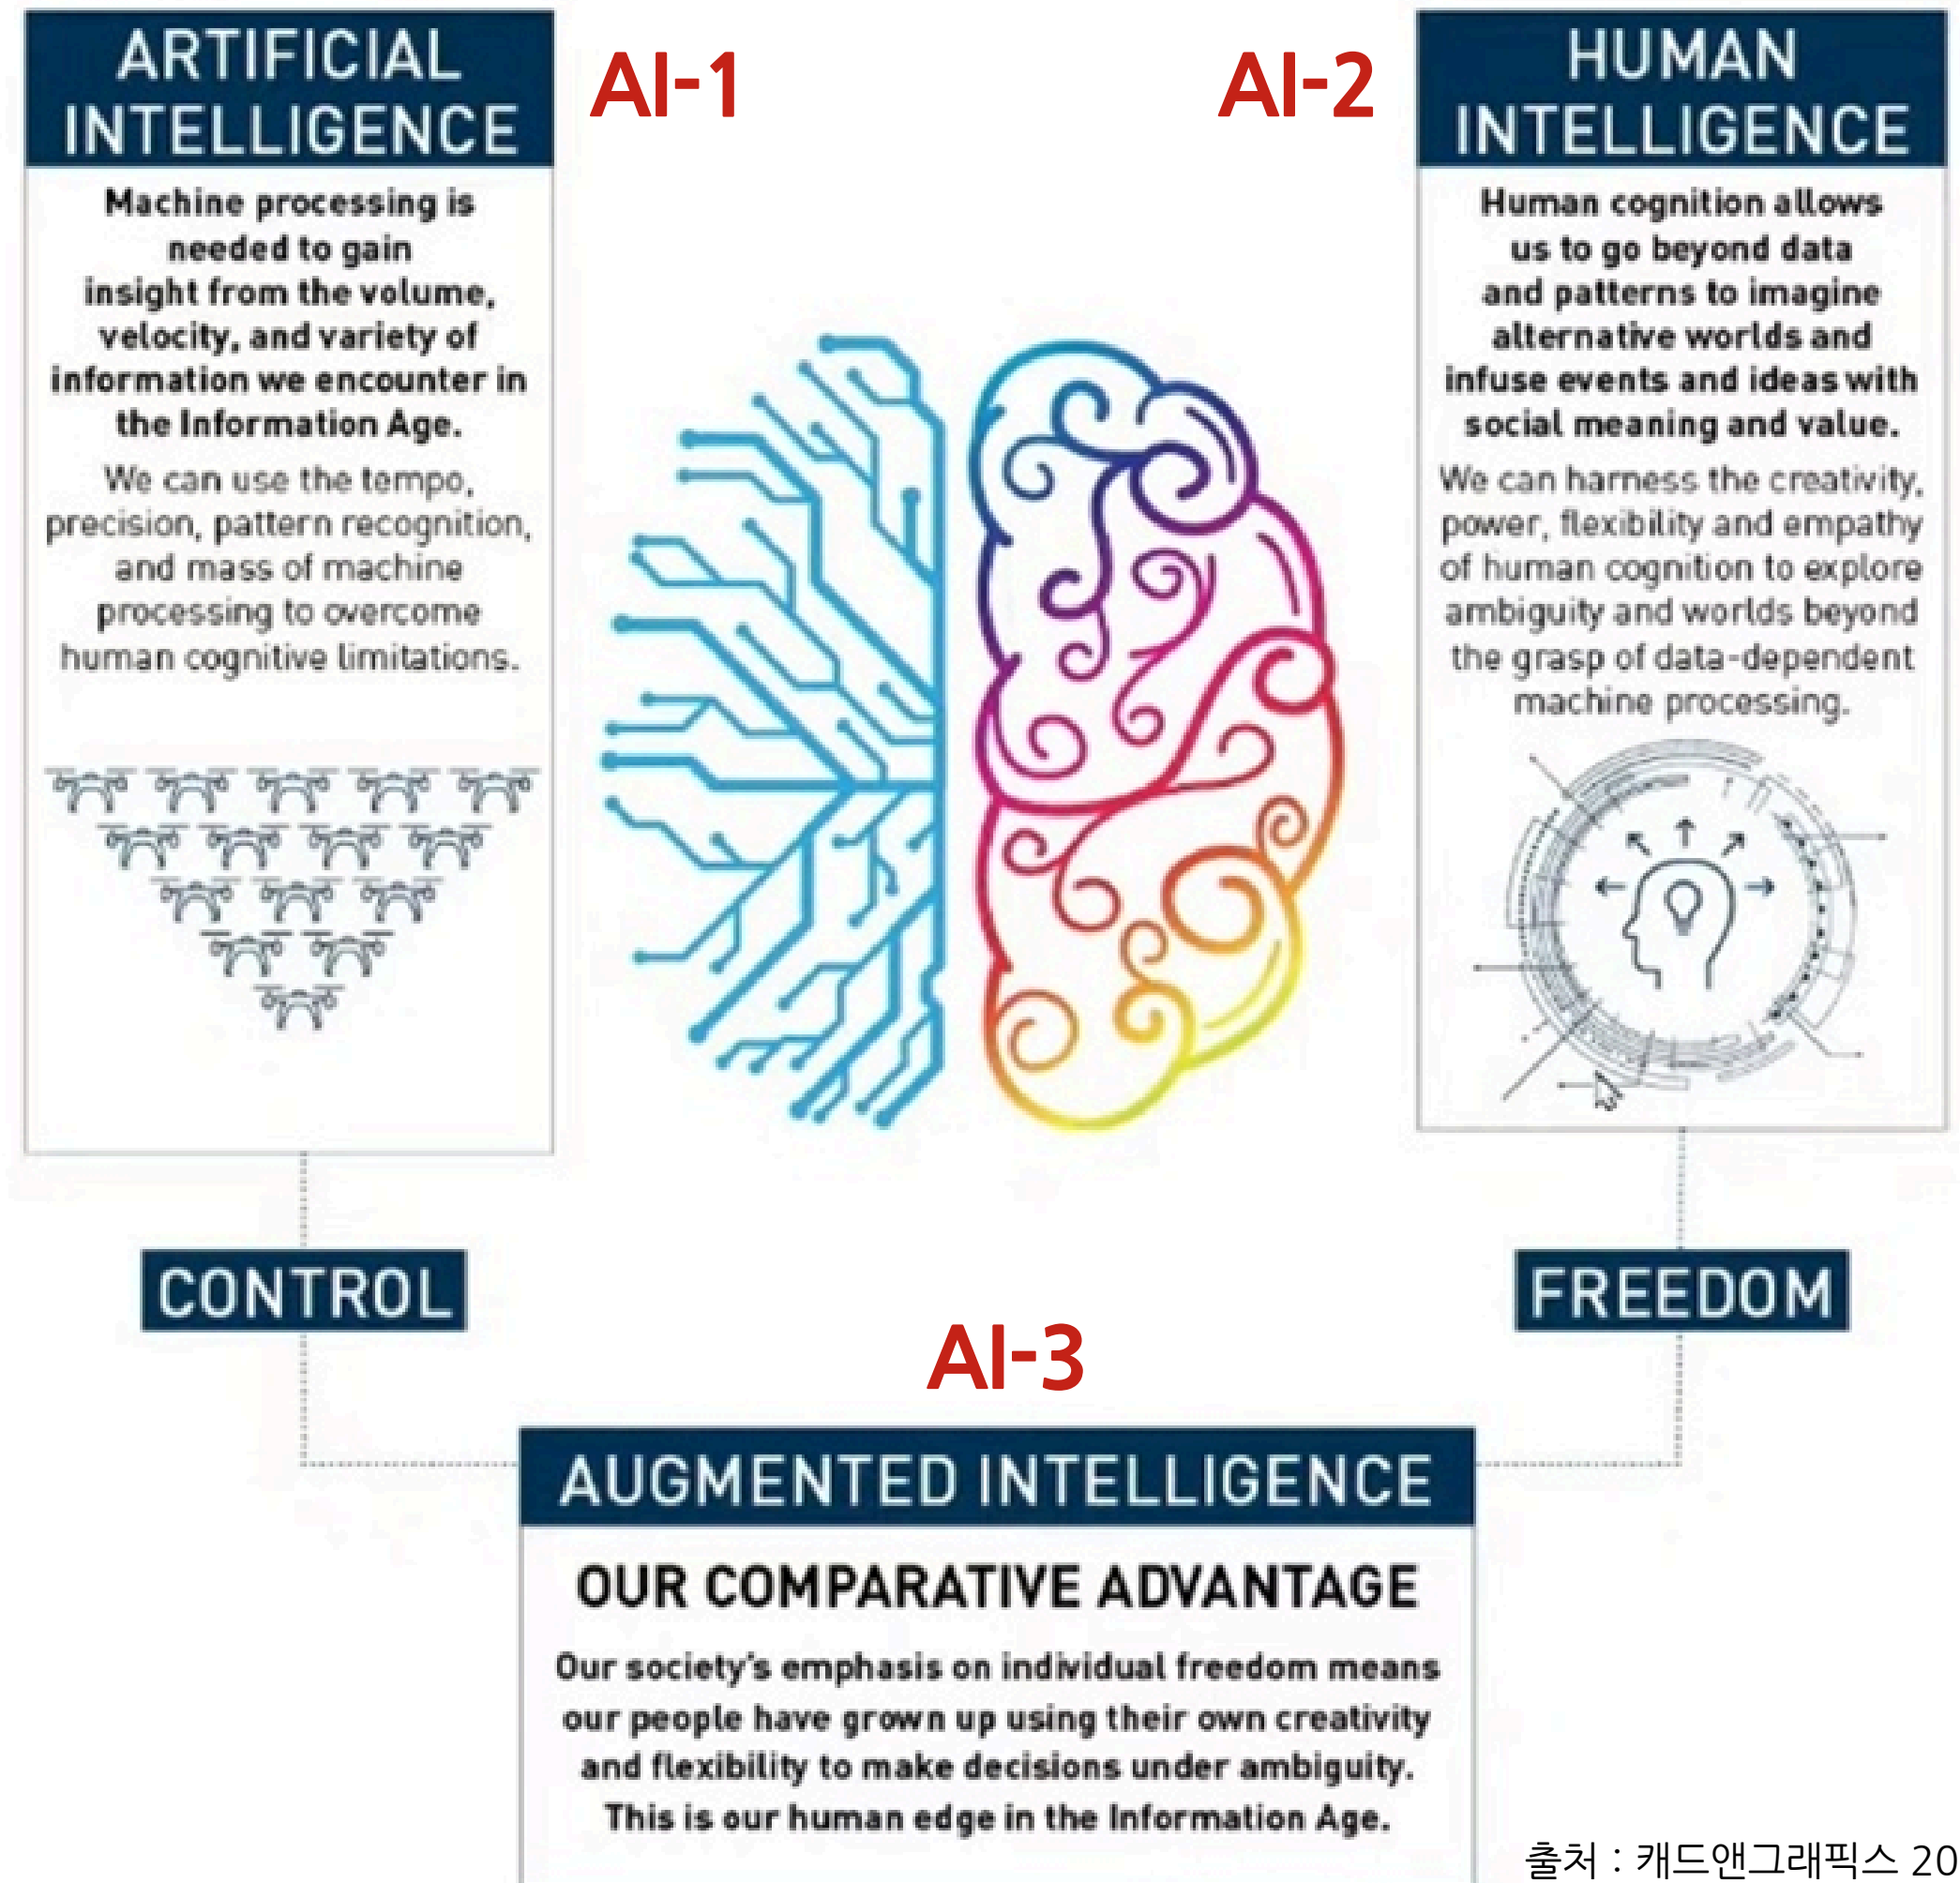 ARTIFICIAL
INTELLIGENCE
AI-1
Machine processing is
needed to gain
insight from the volume,
velocity, and variety of
information we encounter in
the Information Age.
We can use the tempo,
precision, pattern recognition,
and mass of machine
processing to overcome
human cognitive limitations.
AI-2
HUMAN
INTELLIGENCE
Human cognition allows
us to go beyond data
and patterns to imagine
alternative worlds and
infuse events and ideas with
social meaning and value.
We can harness the creativity,
power, flexibility and empathy
of human cognition to explore
ambiguity and worlds beyond
the grasp of data-dependent
machine processing.
CONTROL
FREEDOM
AI-3
AUGMENTED INTELLIGENCE
OUR COMPARATIVE ADVANTAGE
Our society's emphasis on individual freedom means
our people have grown up using their own creativity
and flexibility to make decisions under ambiguity.
This is our human edge in the Information Age.
출처 : 캐드앤그래픽스 20